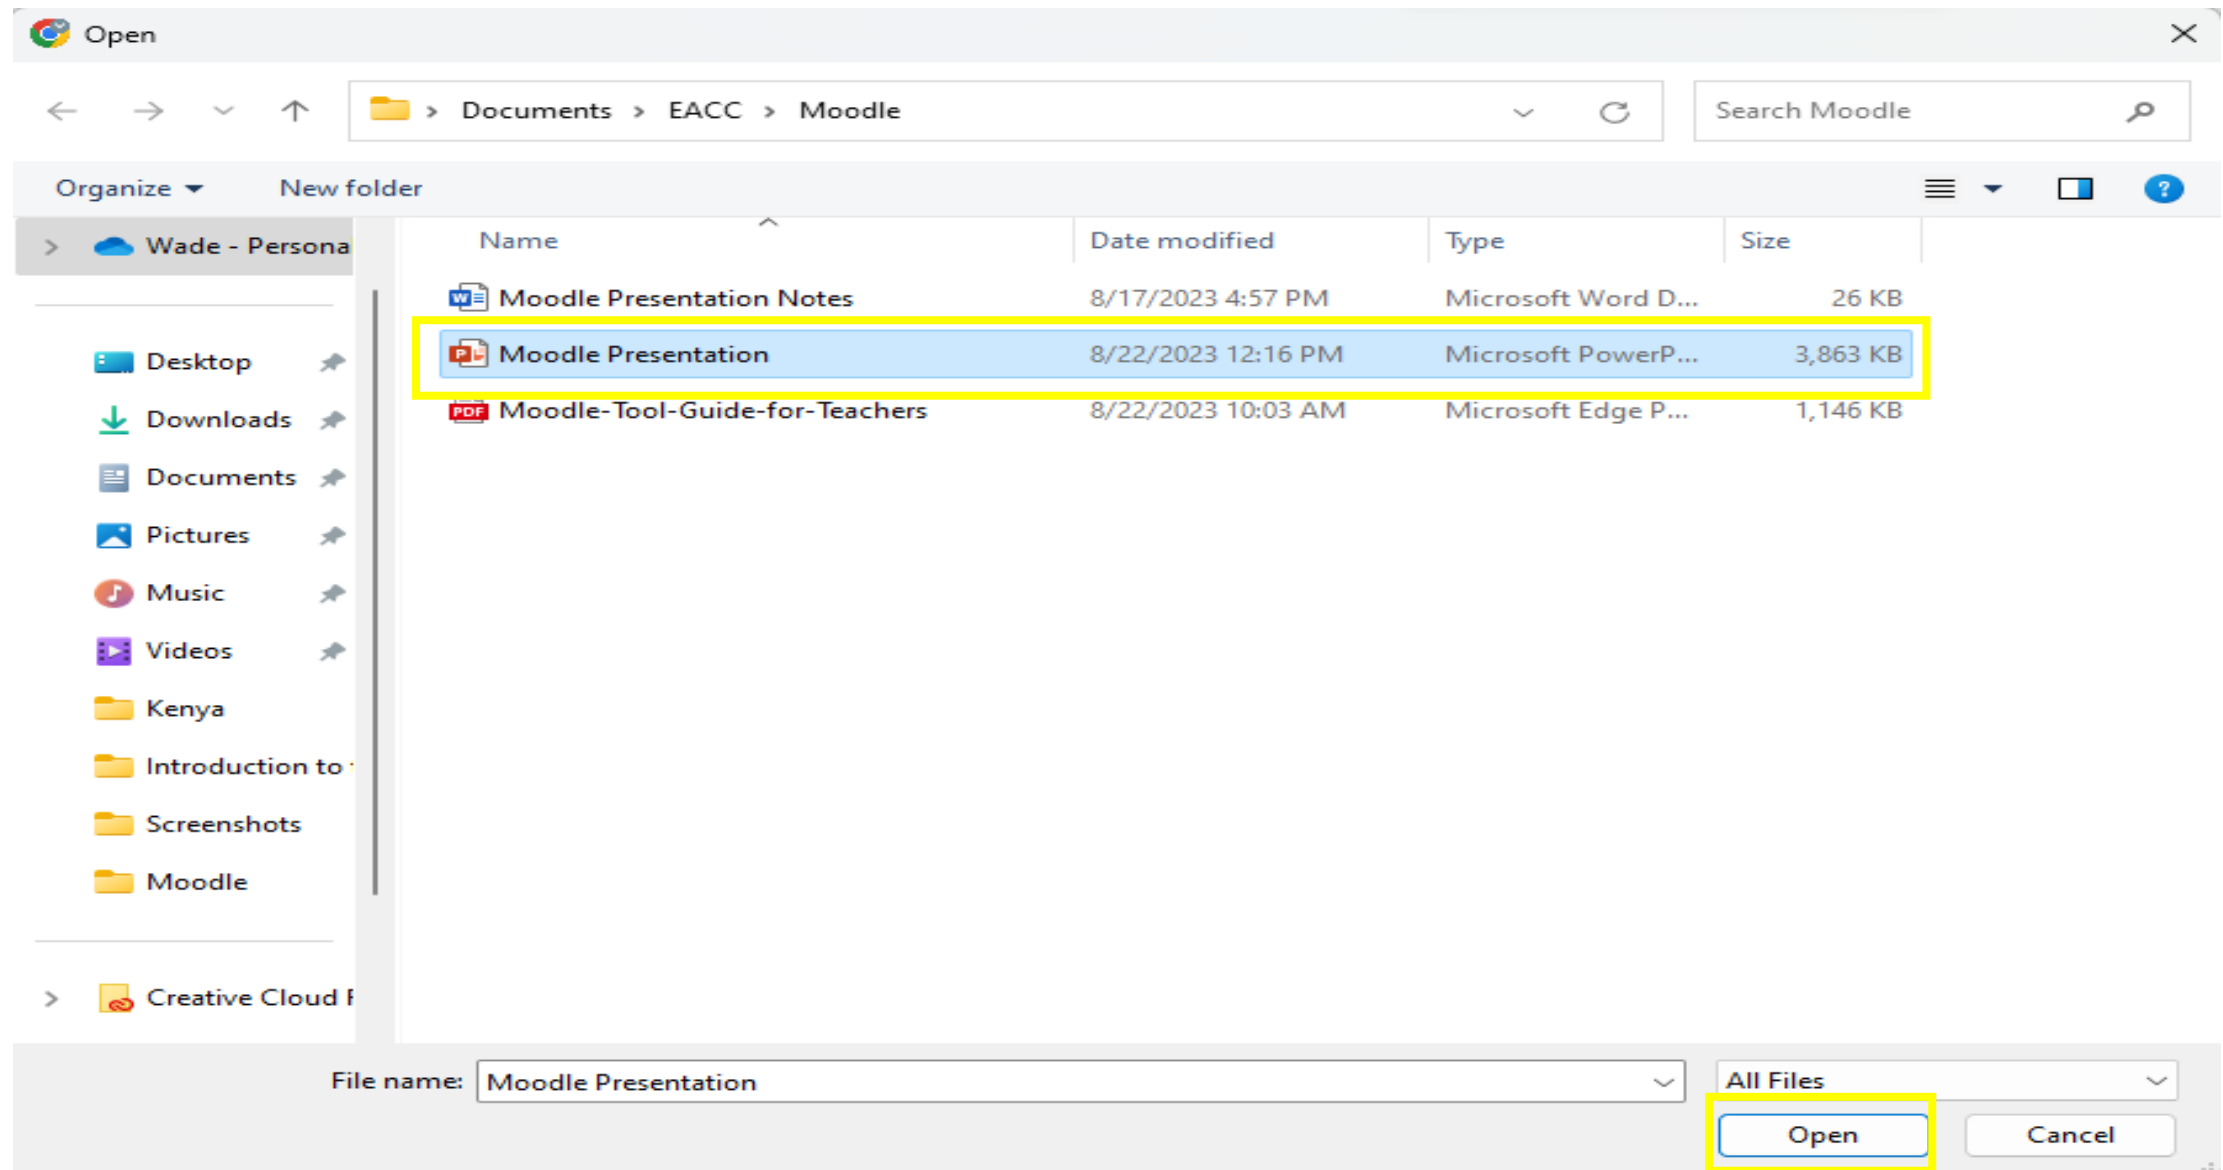 Open
Documents > EACC > Moodle
Search Moodle
Organize
New folder
Wade - Persona
Name
Date modified
Type
Size
Moodle Presentation Notes 8/17/2023 4:57 PM Microsoft Word D... 26 KB
Moodle Presentation 8/22/2023 12:16 PM Microsoft PowerP... 3,863 KB
Moodle-Tool-Guide-for-Teachers 8/22/2023 10:03 AM Microsoft Edge P... 1,146 KB
Desktop
Downloads
Documents
Pictures
Music
Videos
Kenya
Introduction to
Screenshots
Moodle
Creative Cloud F
File name: Moodle Presentation
All Files
Open
Cancel